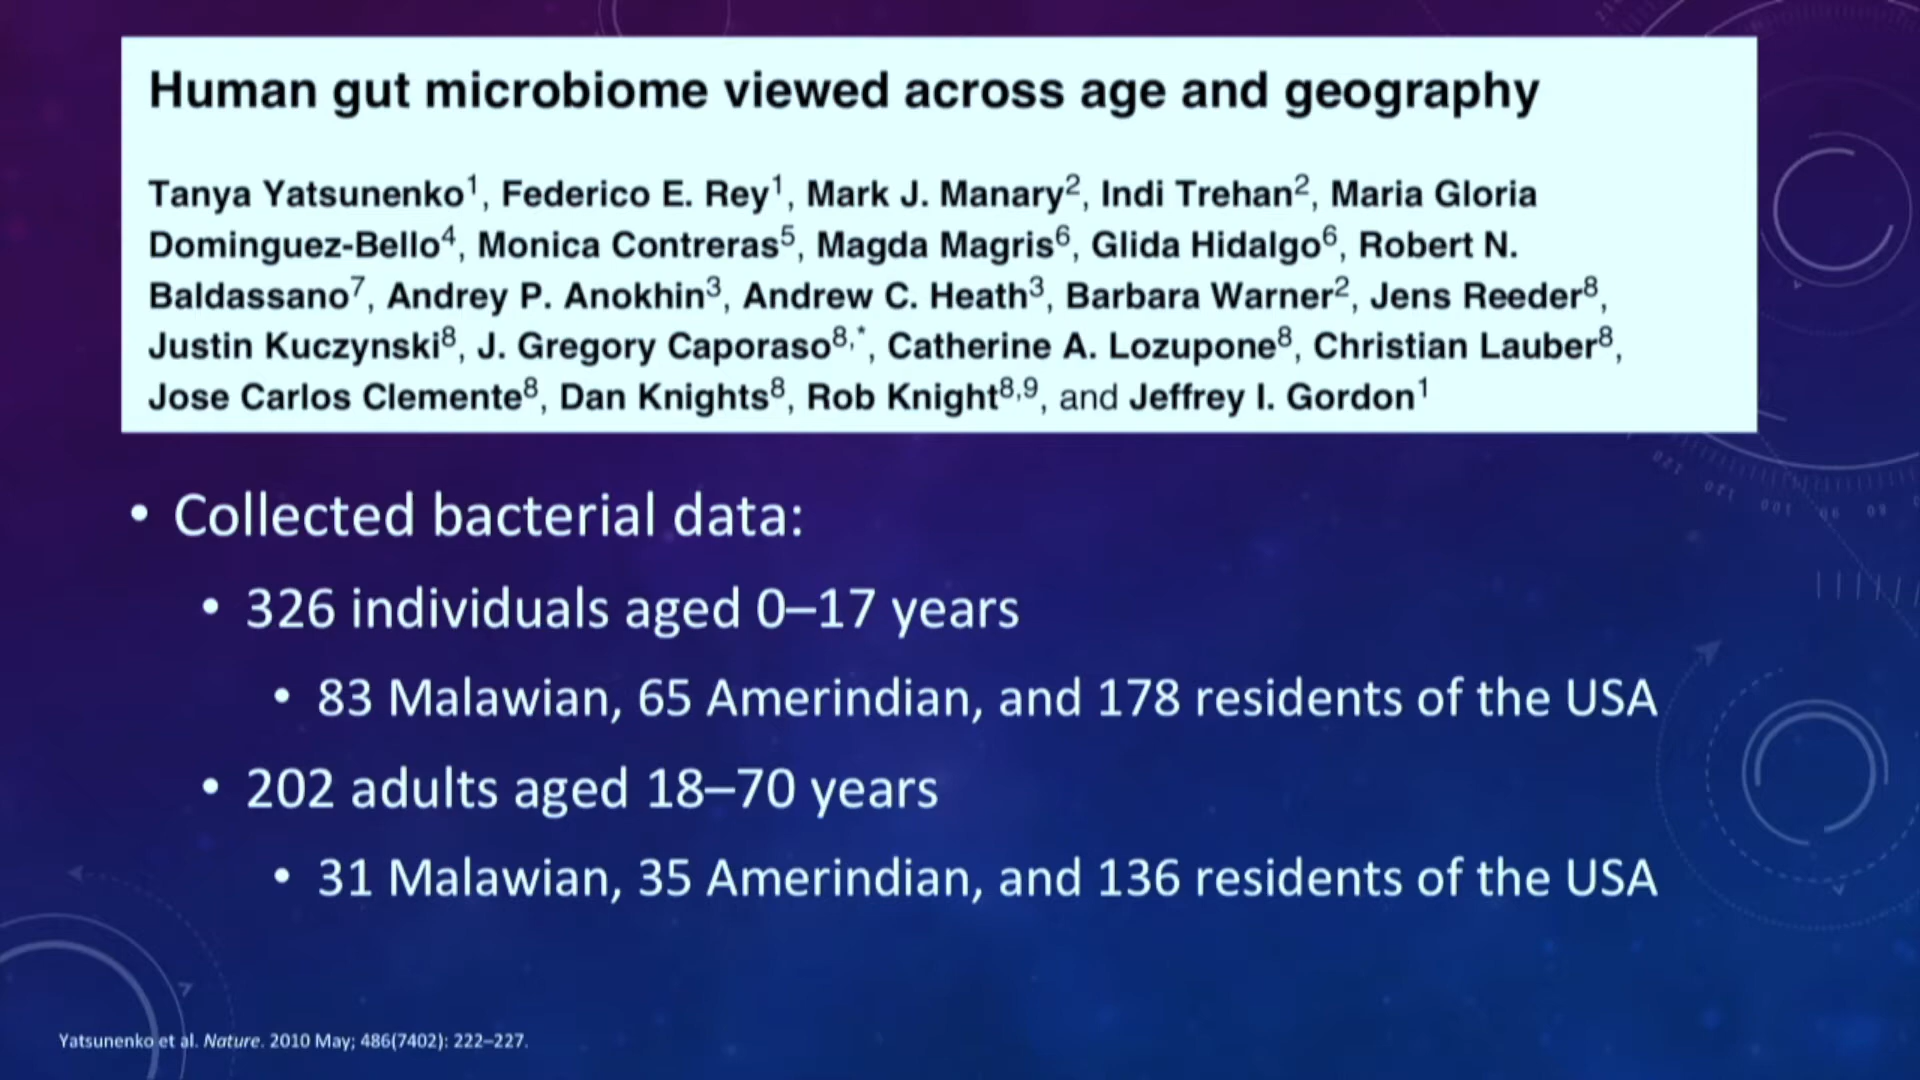 Human gut microbiome viewed across age and geography
Tanya Yatsunenko1, Federico E. Rey1, Mark J. Manary2, Indi Trehan2, Maria Gloria
Dominguez-Bello4, Monica Contreras5, Magda Magris6, Glida Hidalgo6, Robert N.
Baldassano7, Andrey P. Anokhin3, Andrew C. Heath3, Barbara Warner2, Jens Reeder8,
Justin Kuczynski8, J. Gregory Caporaso8,*, Catherine A. Lozupone8, Christian Lauber8,
Jose Carlos Clemente8, Dan Knights8, Rob Knight8,9, and Jeffrey I. Gordon1
• Collected bacterial data:
• 326 individuals aged 0–17 years
• 83 Malawian, 65 Amerindian, and 178 residents of the USA
• 202 adults aged 18–70 years
• 31 Malawian, 35 Amerindian, and 136 residents of the USA
Yatsunenko et al. Nature. 2010 May; 486(7402): 222–227.